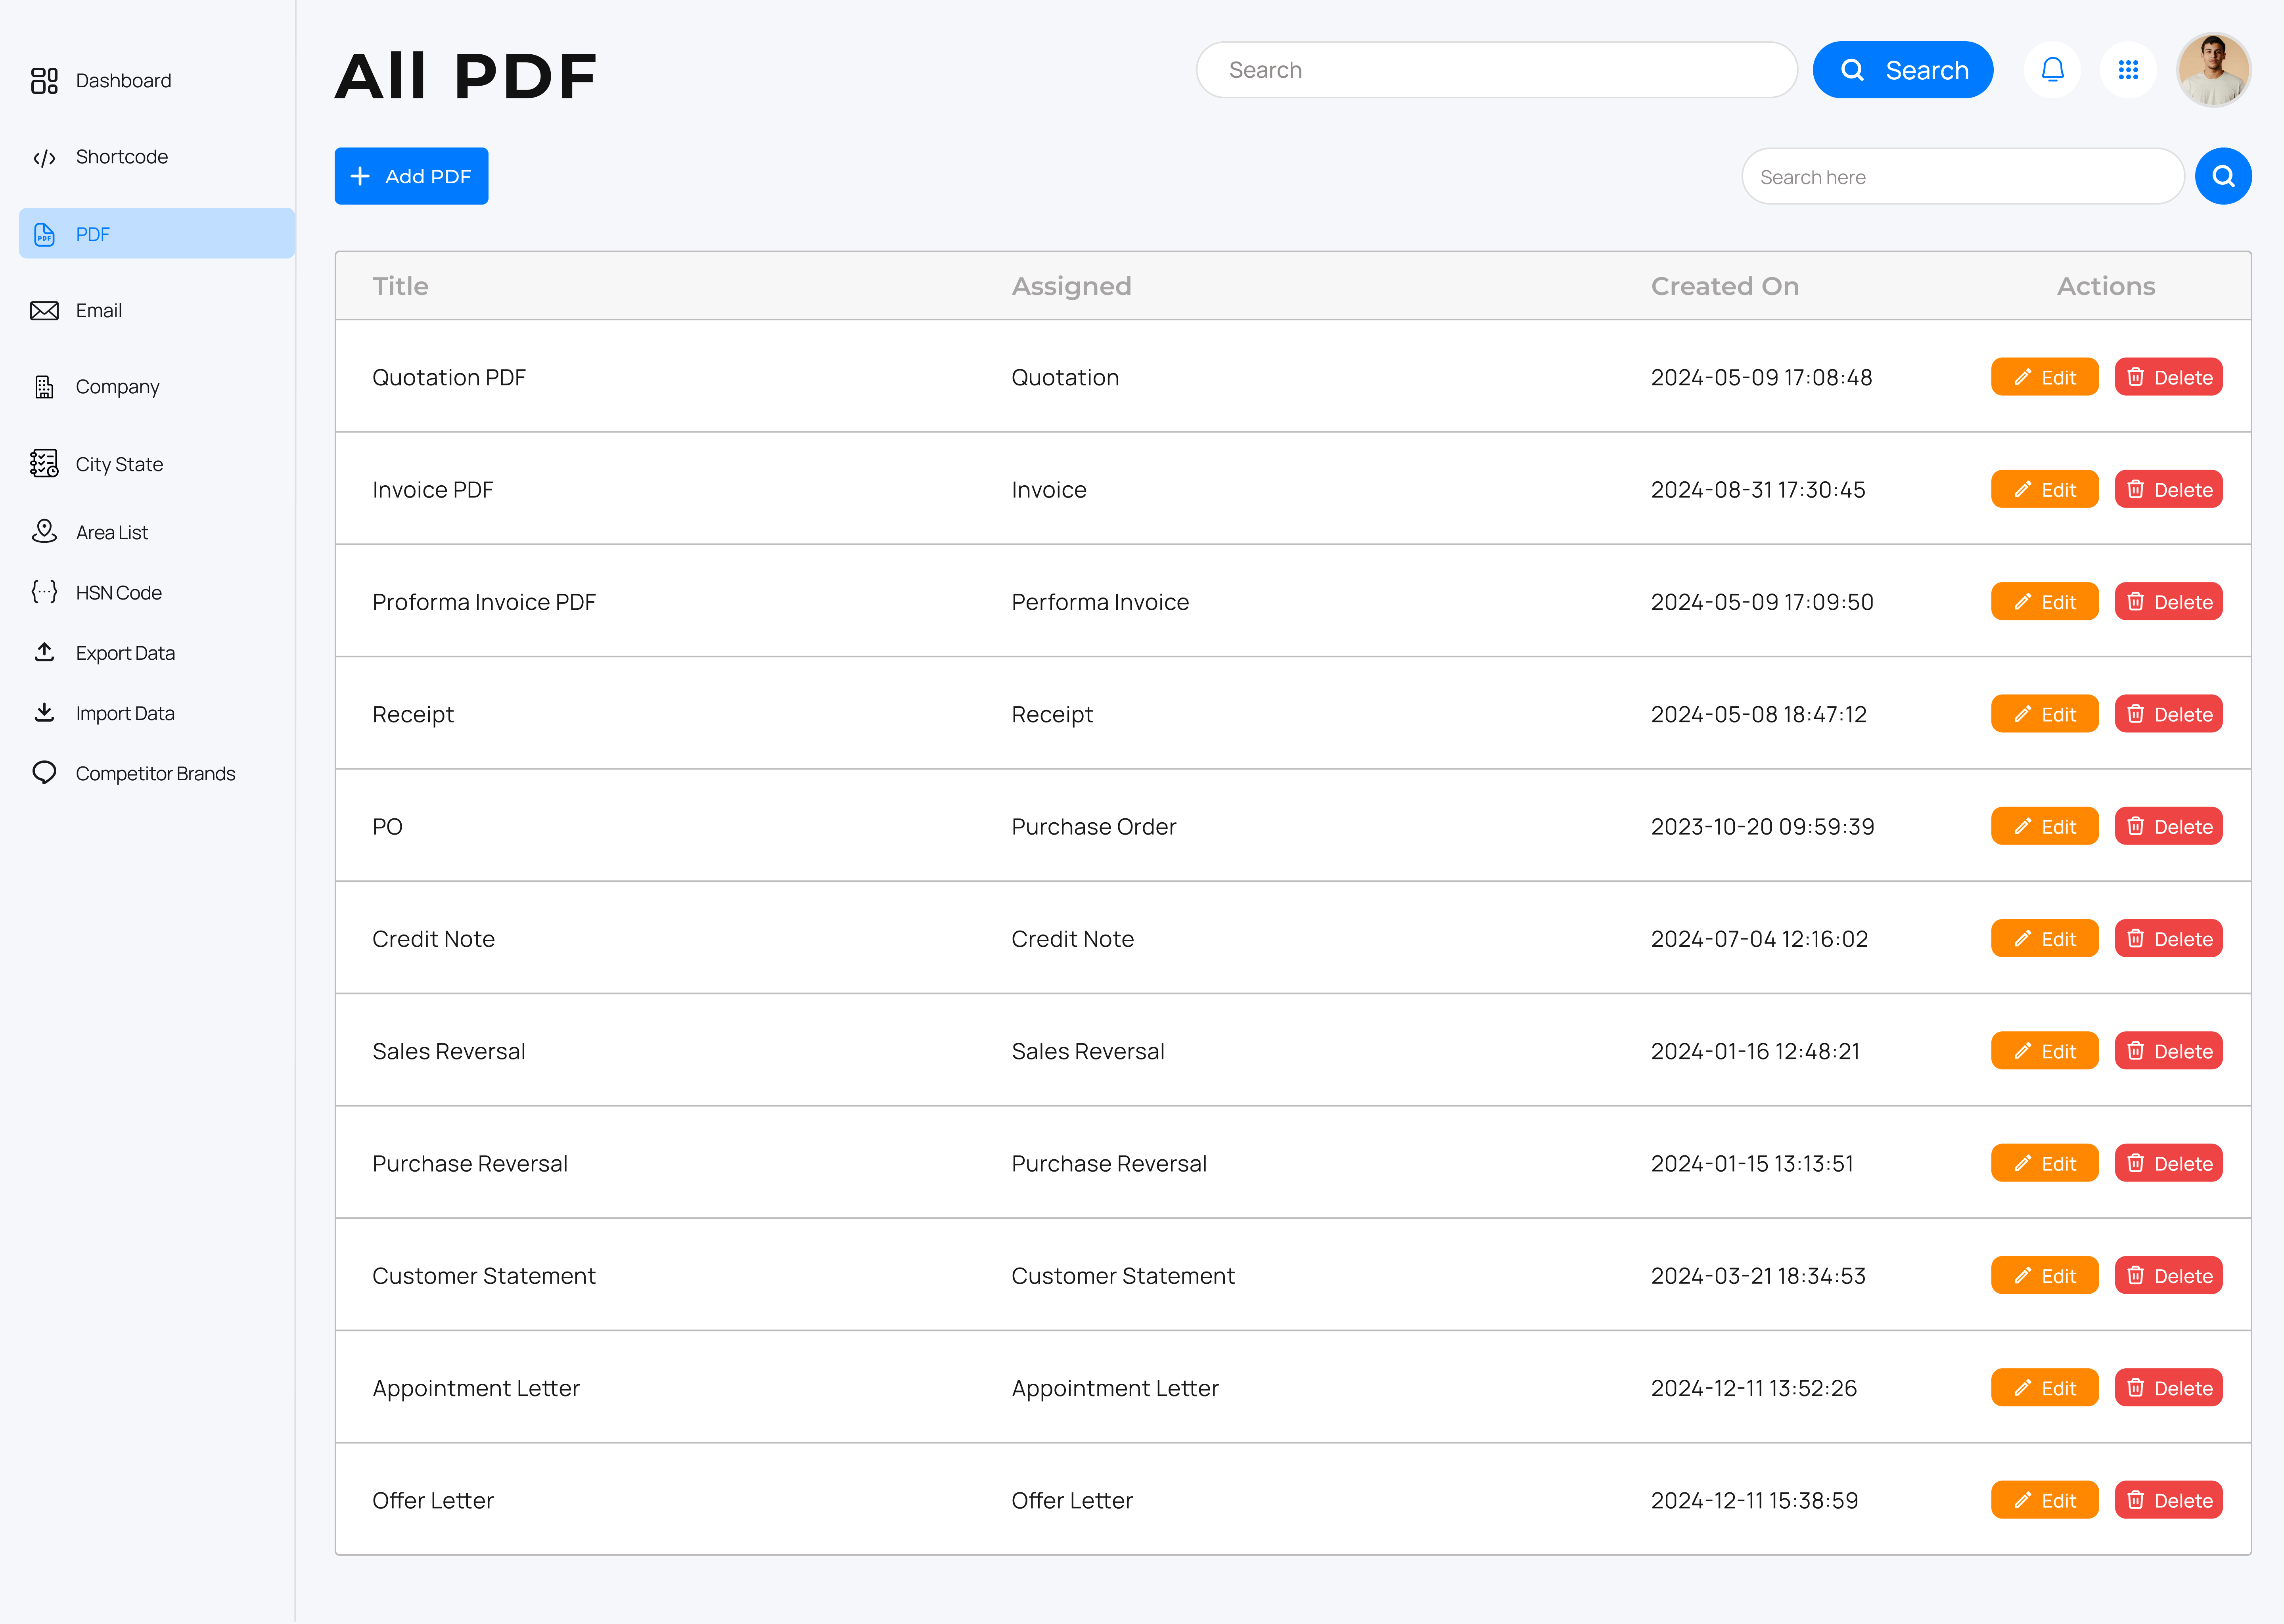 Dashboard
Shortcode
PDF
PDF
Email
Company
City State
Area List
HSN Code
Export Data
Import Data
Competitor Brands
All PDF
Search
Search
Add PDF
Search here
Title Assigned Created On Actions
Quotation PDF Quotation 2024-05-09 17:08:48 Edit Delete
Invoice PDF Invoice 2024-08-31 17:30:45 Edit Delete
Proforma Invoice PDF Performa Invoice 2024-05-09 17:09:50 Edit Delete
Receipt Receipt 2024-05-08 18:47:12 Edit Delete
PO Purchase Order 2023-10-20 09:59:39 Edit Delete
Credit Note Credit Note 2024-07-04 12:16:02 Edit Delete
Sales Reversal Sales Reversal 2024-01-16 12:48:21 Edit Delete
Purchase Reversal Purchase Reversal 2024-01-15 13:13:51 Edit Delete
Customer Statement Customer Statement 2024-03-21 18:34:53 Edit Delete
Appointment Letter Appointment Letter 2024-12-11 13:52:26 Edit Delete
Offer Letter Offer Letter 2024-12-11 15:38:59 Edit Delete